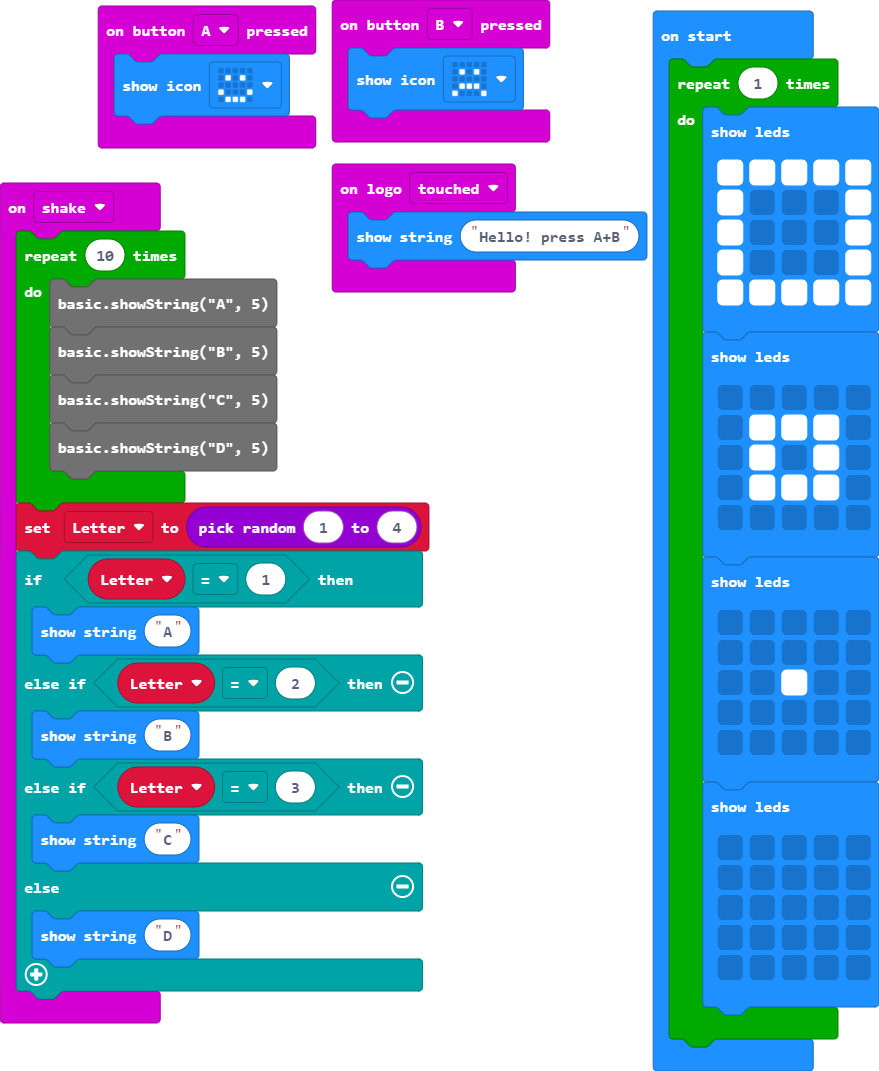 on button A pressed
show icon
on button B pressed
show icon
on logo touched
show string "Hello! press A+B"
on shake
repeat 10 times
do
basic.showString("A", 5)
basic.showString("B", 5)
basic.showString("C", 5)
basic.showString("D", 5)
set Letter to pick random 1 to 4
if Letter = 1 then
show string "A"
else if Letter = 2 then
show string "B"
else if Letter = 3 then
show string "C"
else
show string "D"
on start
repeat 1 times
do
show leds
show leds
show leds
show leds